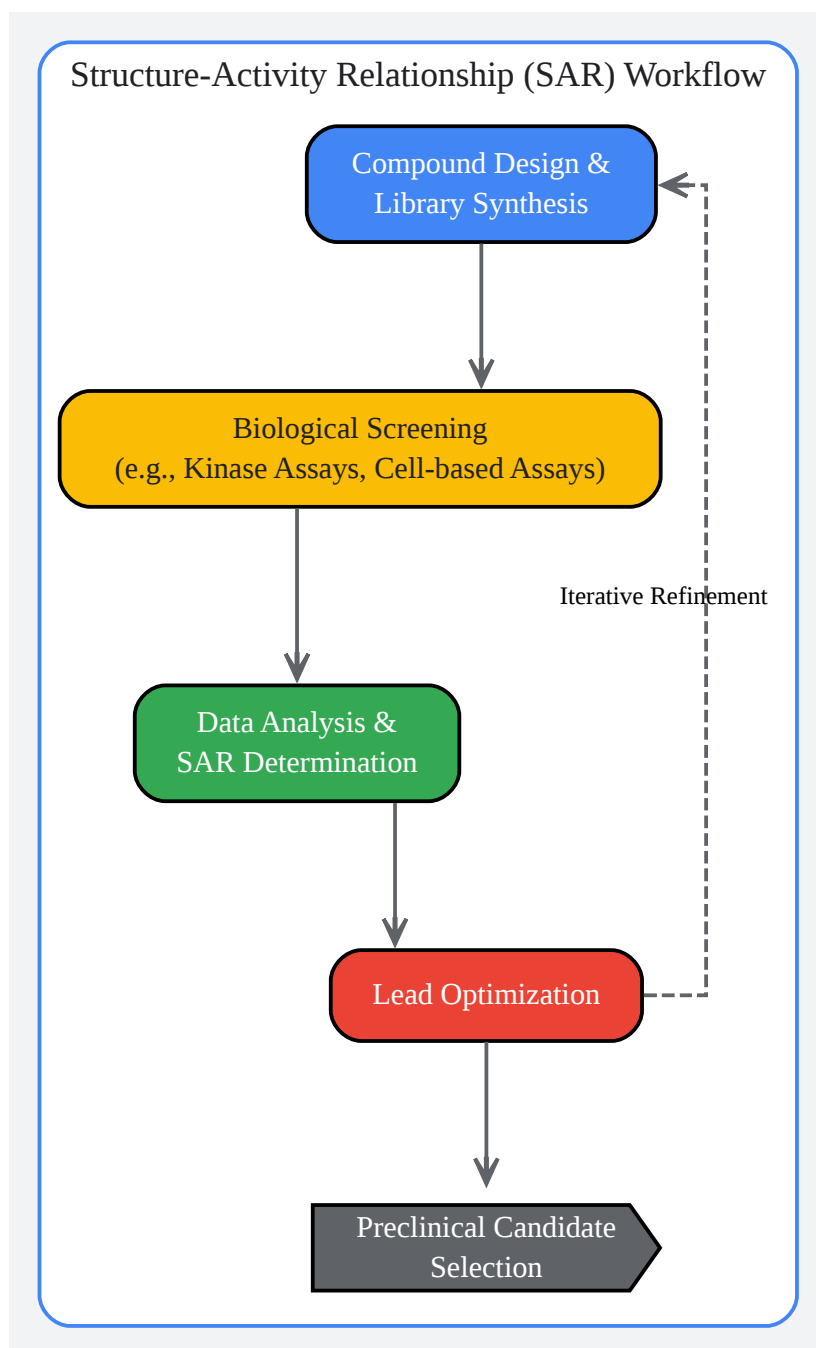 Structure-Activity Relationship (SAR) Workflow
Compound Design &
Library Synthesis
Biological Screening
(e.g., Kinase Assays, Cell-based Assays)
Iterative Refinement
Data Analysis &
SAR Determination
Lead Optimization
Preclinical Candidate
Selection